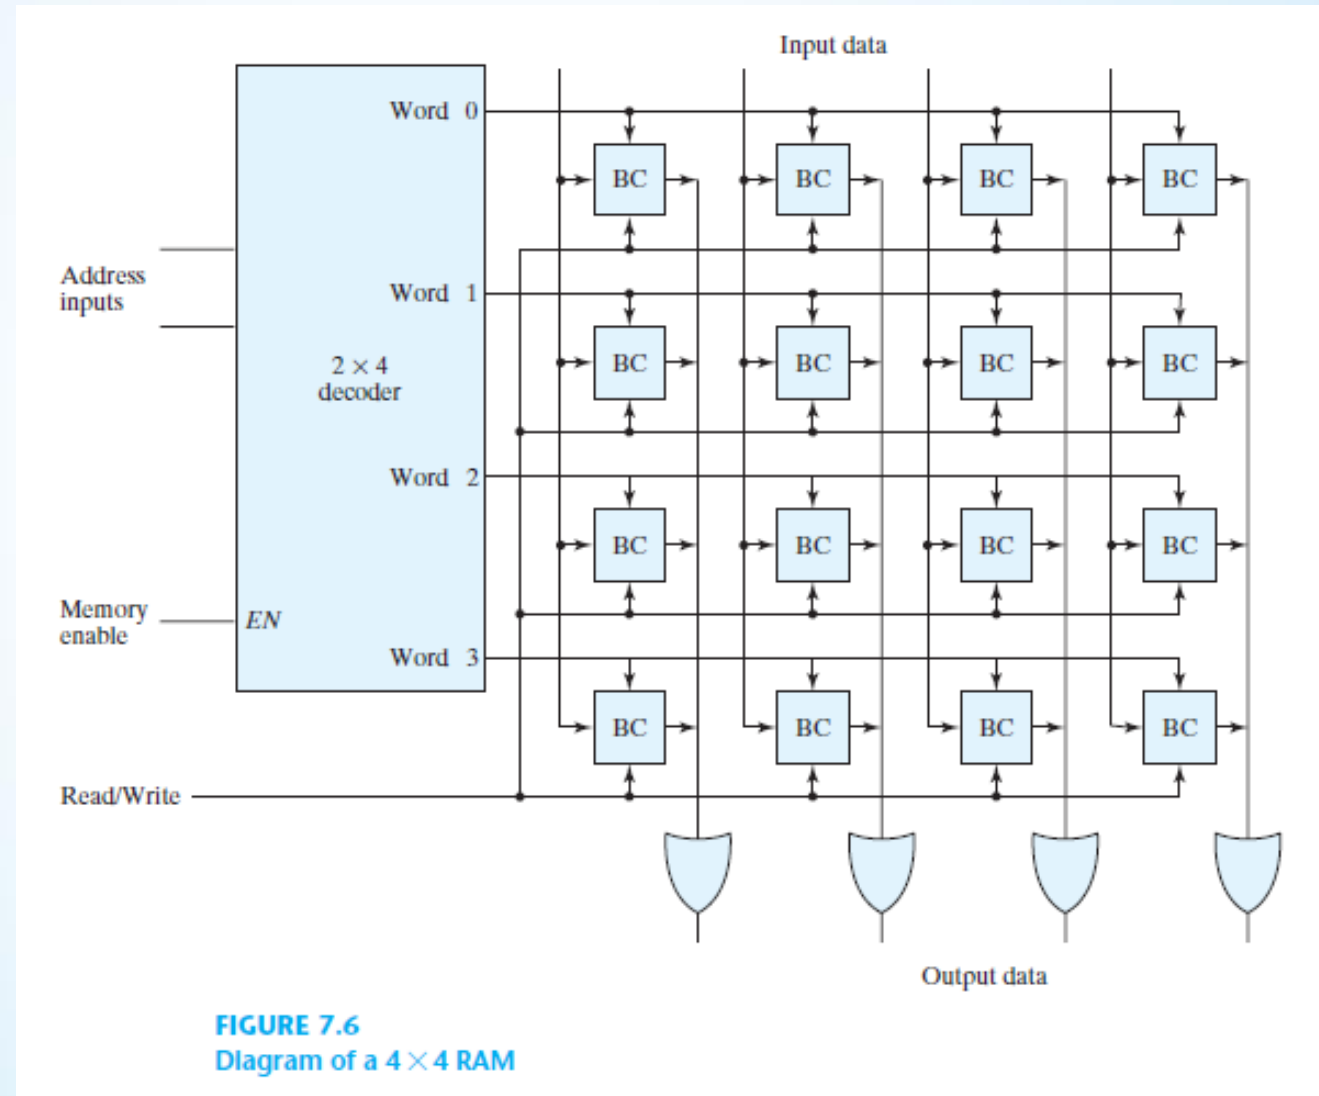 Input data
Word 0
BC BC BC BC
Address
inputs
Word 1
2 × 4
decoder
BC BC BC BC
Word 2
BC BC BC BC
Memory
enable
EN
Word 3
BC BC BC BC
Read/Write
Output data
FIGURE 7.6
Diagram of a 4 × 4 RAM